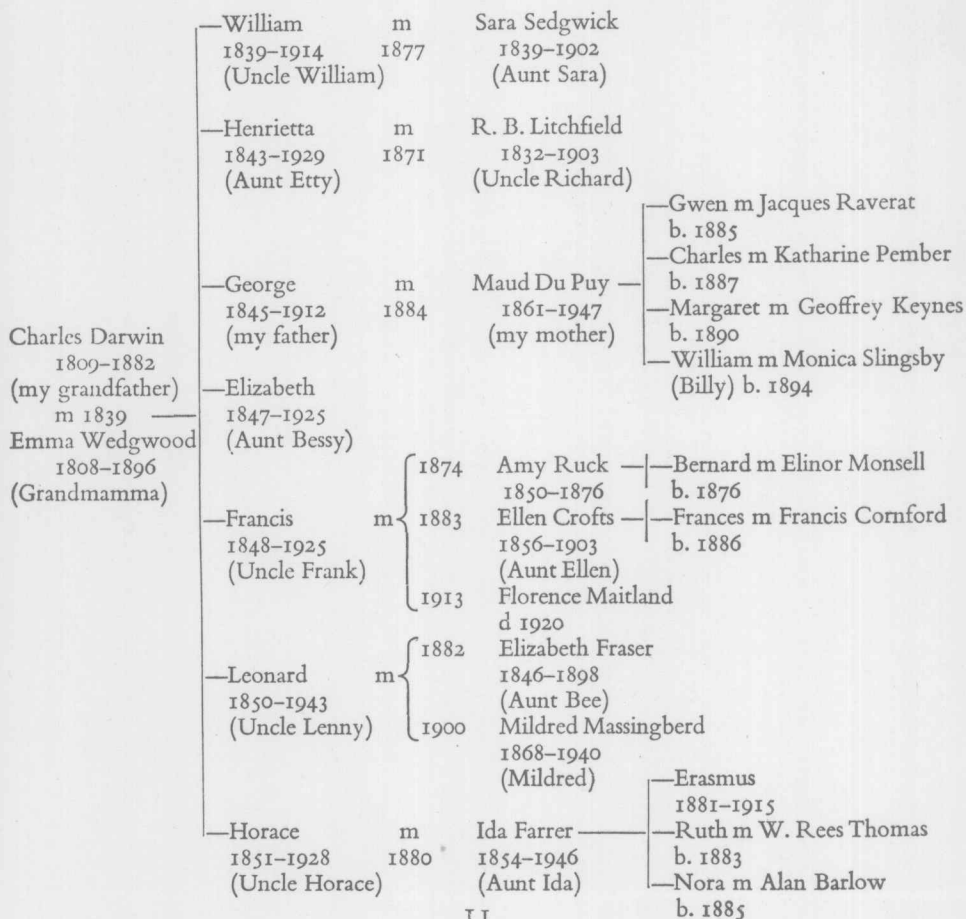 William m Sara Sedgwick
1839–1914 1877 1839–1902
(Uncle William) (Aunt Sara)
Henrietta m R. B. Litchfield
1843–1929 1871 1832–1903
(Aunt Etty) (Uncle Richard)
Gwen m Jacques Raverat
b. 1885
Charles m Katharine Pember
George m Maud Du Puy
b. 1887
1845–1912 1884 1861–1947
Margaret m Geoffrey Keynes
(my father) (my mother)
b. 1890
Charles Darwin
William m Monica Slingsby
1809–1882
(Billy) b. 1894
(my grandfather)
Elizabeth
m 1839
1847–1925
Emma Wedgwood
(Aunt Bessy)
1808–1896
1874 Amy Ruck Bernard m Elinor Monsell
(Grandmamma)
1850–1876 b. 1876
Francis m 1883 Ellen Crofts Frances m Francis Cornford
1848–1925 1856–1903 b. 1886
(Uncle Frank) (Aunt Ellen)
1913 Florence Maitland
d 1920
1882 Elizabeth Fraser
Leonard m 1846–1898
1850–1943 (Aunt Bee)
(Uncle Lenny) 1900 Mildred Massingberd
1868–1940
(Mildred)
Erasmus
1881–1915
Horace m Ida Farrer Ruth m W. Rees Thomas
1851–1928 1880 1854–1946 b. 1883
(Uncle Horace) (Aunt Ida) Nora m Alan Barlow
b. 1885